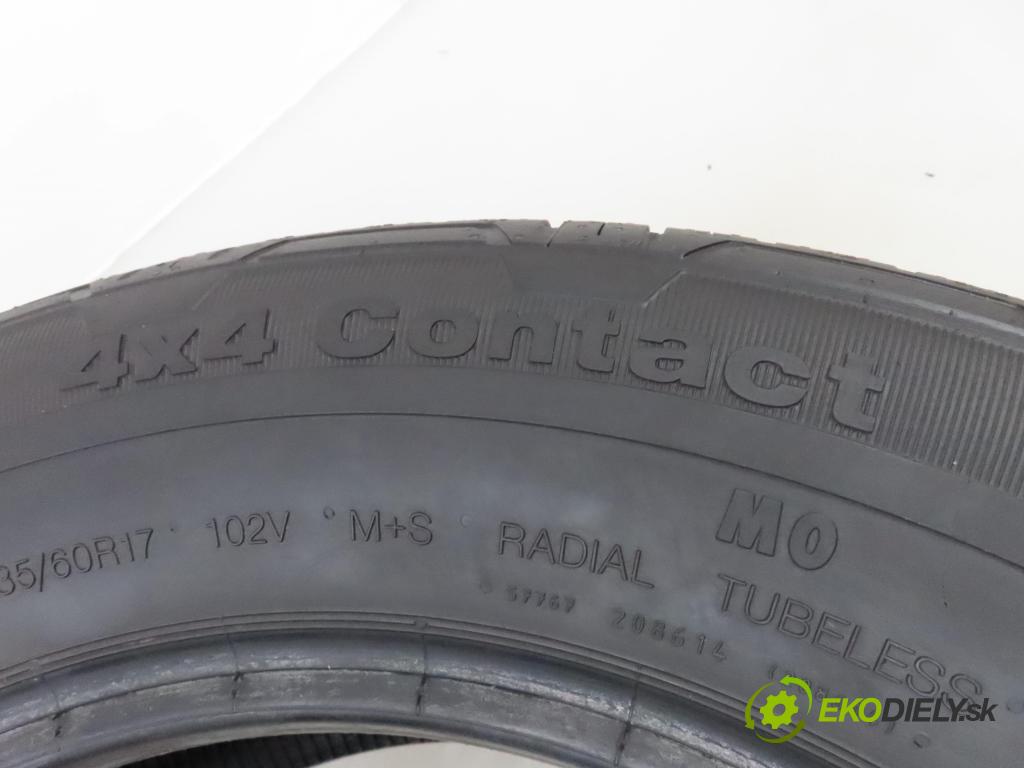 4x4 Contact
35/60R17 102V M+S RADIAL TUBELESS
MO
57767 208614
EKODIELY.sk